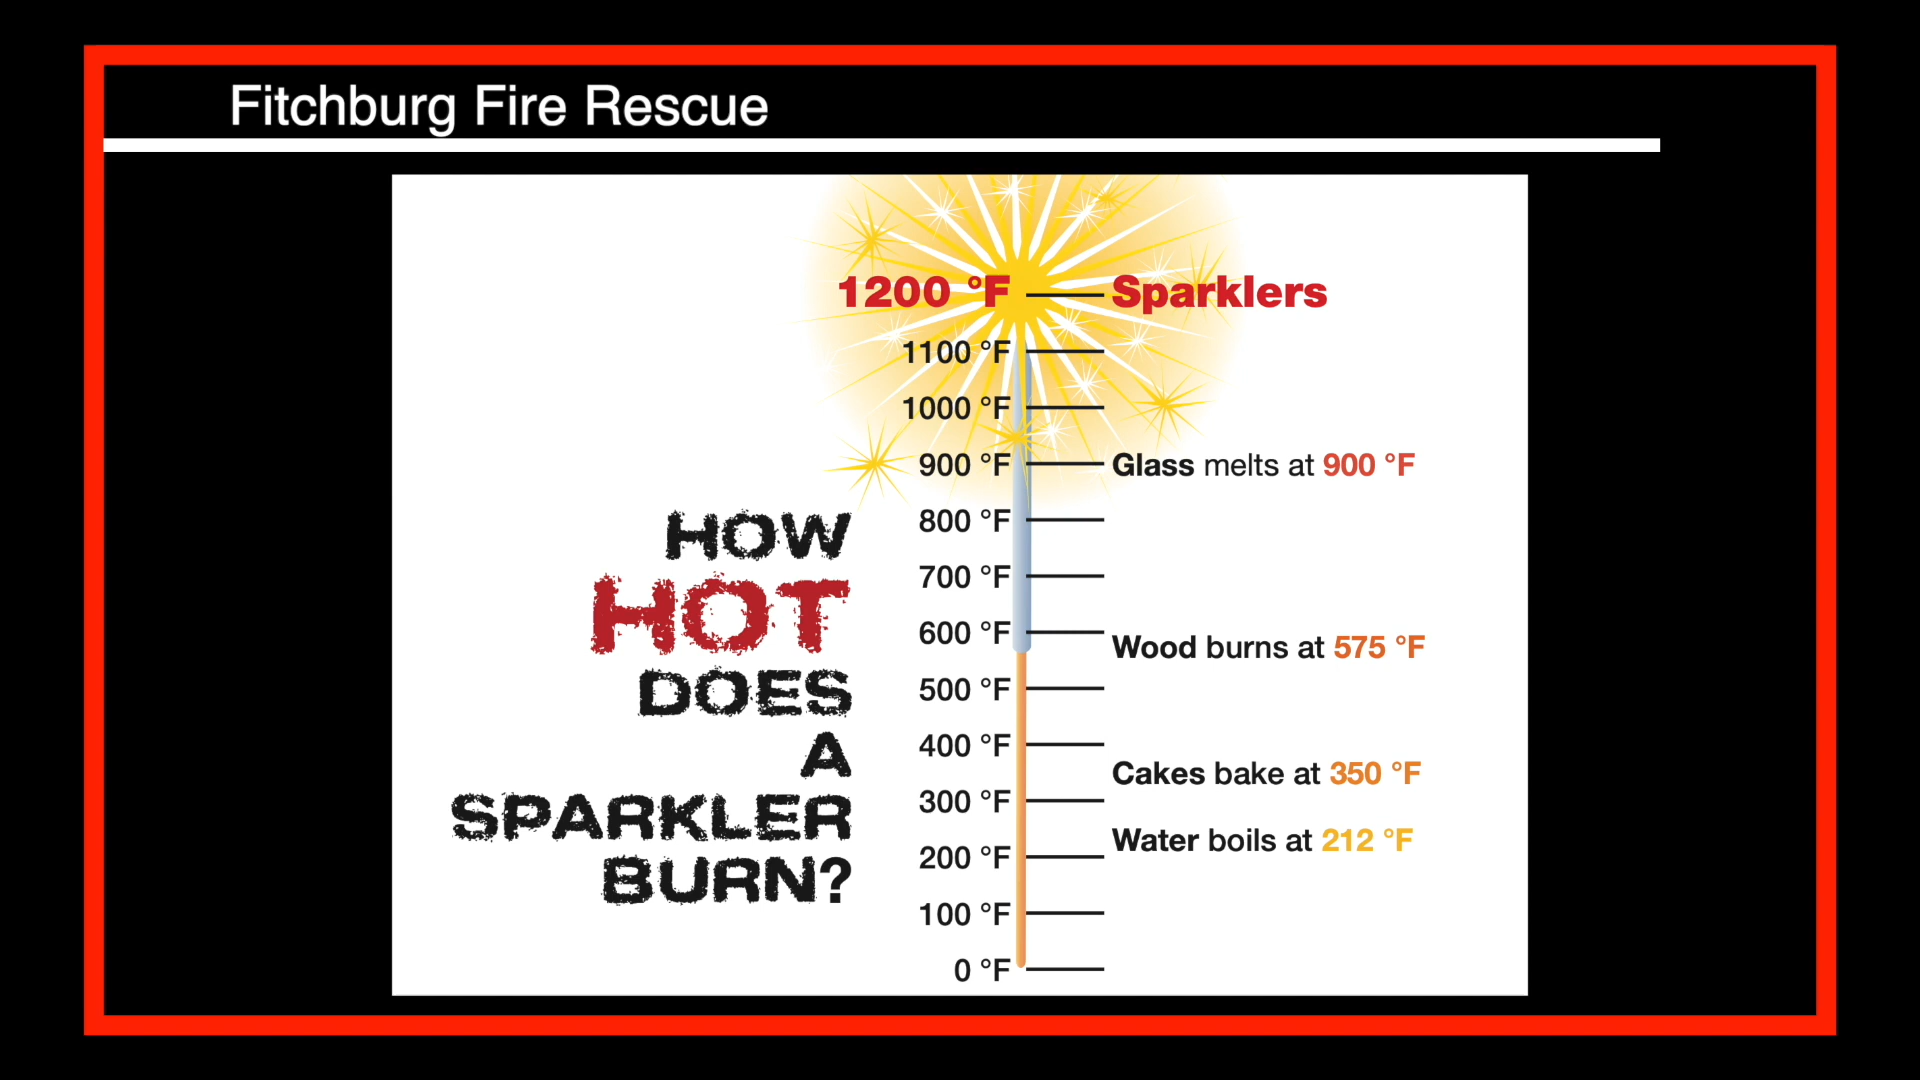 Fitchburg Fire Rescue
HOW
HOT
DOES
A
SPARKLER
BURN?
1200 °F Sparklers
1100 °F
1000 °F
900 °F Glass melts at 900 °F
800 °F
700 °F
600 °F
Wood burns at 575 °F
500 °F
400 °F
Cakes bake at 350 °F
300 °F
Water boils at 212 °F
200 °F
100 °F
0 °F